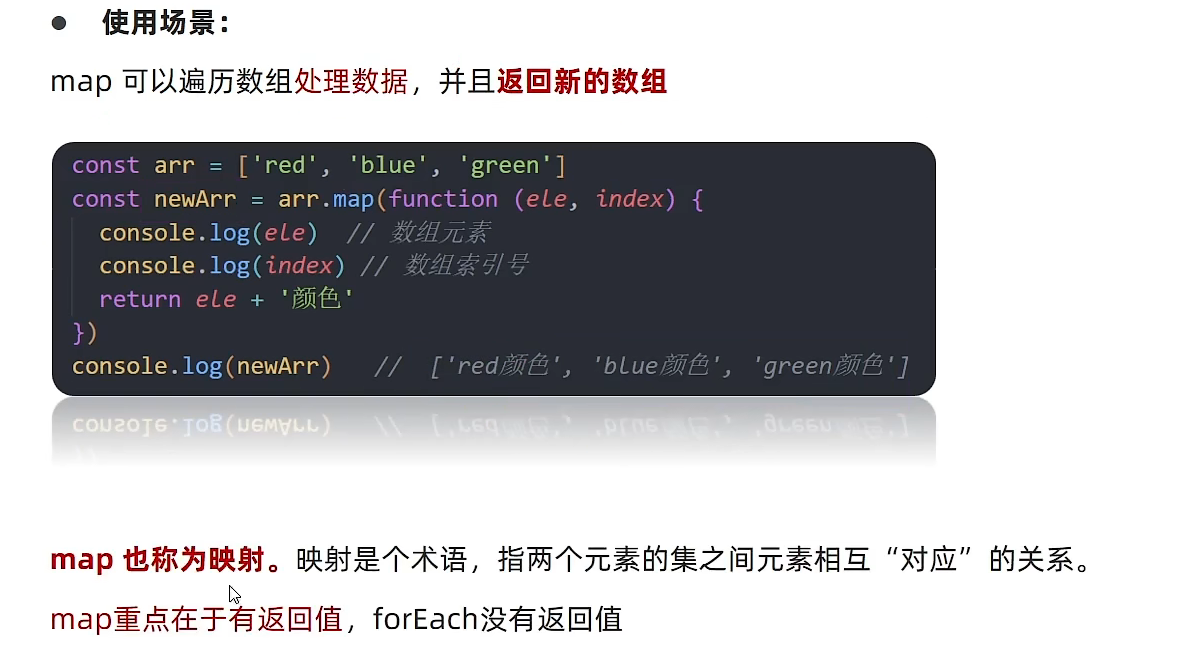 ● 使用场景：
map 可以遍历数组处理数据，并且返回新的数组
const arr = ['red', 'blue', 'green']
const newArr = arr.map(function (ele, index) {
  console.log(ele)  // 数组元素
  console.log(index) // 数组索引号
  return ele + '颜色'
})
console.log(newArr)   //  ['red颜色', 'blue颜色', 'green颜色']
map 也称为映射。映射是个术语，指两个元素的集之间元素相互“对应”的关系。
map重点在于有返回值，forEach没有返回值